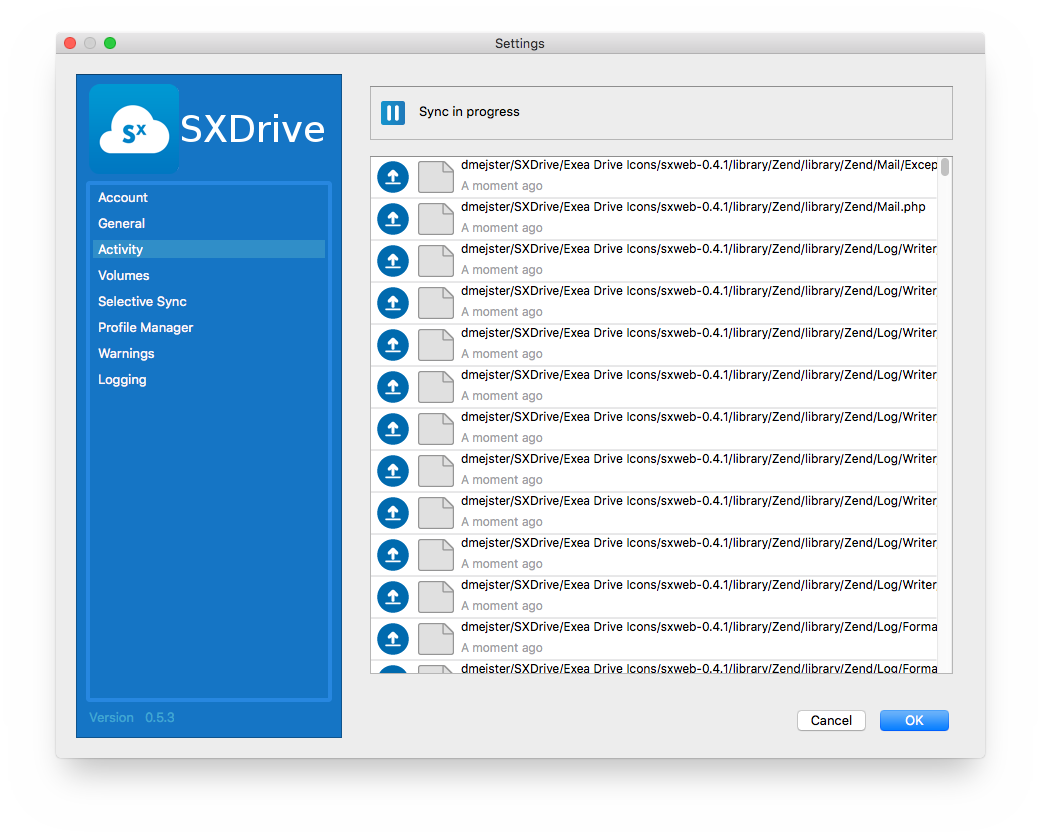 Settings
Sx
SXDrive
Account
General
Activity
Volumes
Selective Sync
Profile Manager
Warnings
Logging
Version 0.5.3
Sync in progress
dmejster/SXDrive/Exea Drive Icons/sxweb-0.4.1/library/Zend/library/Zend/Mail/Excep
A moment ago
dmejster/SXDrive/Exea Drive Icons/sxweb-0.4.1/library/Zend/library/Zend/Mail.php
A moment ago
dmejster/SXDrive/Exea Drive Icons/sxweb-0.4.1/library/Zend/library/Zend/Log/Writer
A moment ago
dmejster/SXDrive/Exea Drive Icons/sxweb-0.4.1/library/Zend/library/Zend/Log/Writer
A moment ago
dmejster/SXDrive/Exea Drive Icons/sxweb-0.4.1/library/Zend/library/Zend/Log/Writer
A moment ago
dmejster/SXDrive/Exea Drive Icons/sxweb-0.4.1/library/Zend/library/Zend/Log/Writer
A moment ago
dmejster/SXDrive/Exea Drive Icons/sxweb-0.4.1/library/Zend/library/Zend/Log/Writer
A moment ago
dmejster/SXDrive/Exea Drive Icons/sxweb-0.4.1/library/Zend/library/Zend/Log/Writer
A moment ago
dmejster/SXDrive/Exea Drive Icons/sxweb-0.4.1/library/Zend/library/Zend/Log/Writer
A moment ago
dmejster/SXDrive/Exea Drive Icons/sxweb-0.4.1/library/Zend/library/Zend/Log/Writer
A moment ago
dmejster/SXDrive/Exea Drive Icons/sxweb-0.4.1/library/Zend/library/Zend/Log/Writer
A moment ago
dmejster/SXDrive/Exea Drive Icons/sxweb-0.4.1/library/Zend/library/Zend/Log/Forma
A moment ago
dmejster/SXDrive/Exea Drive Icons/sxweb-0.4.1/library/Zend/library/Zend/Log/Forma
Cancel
OK